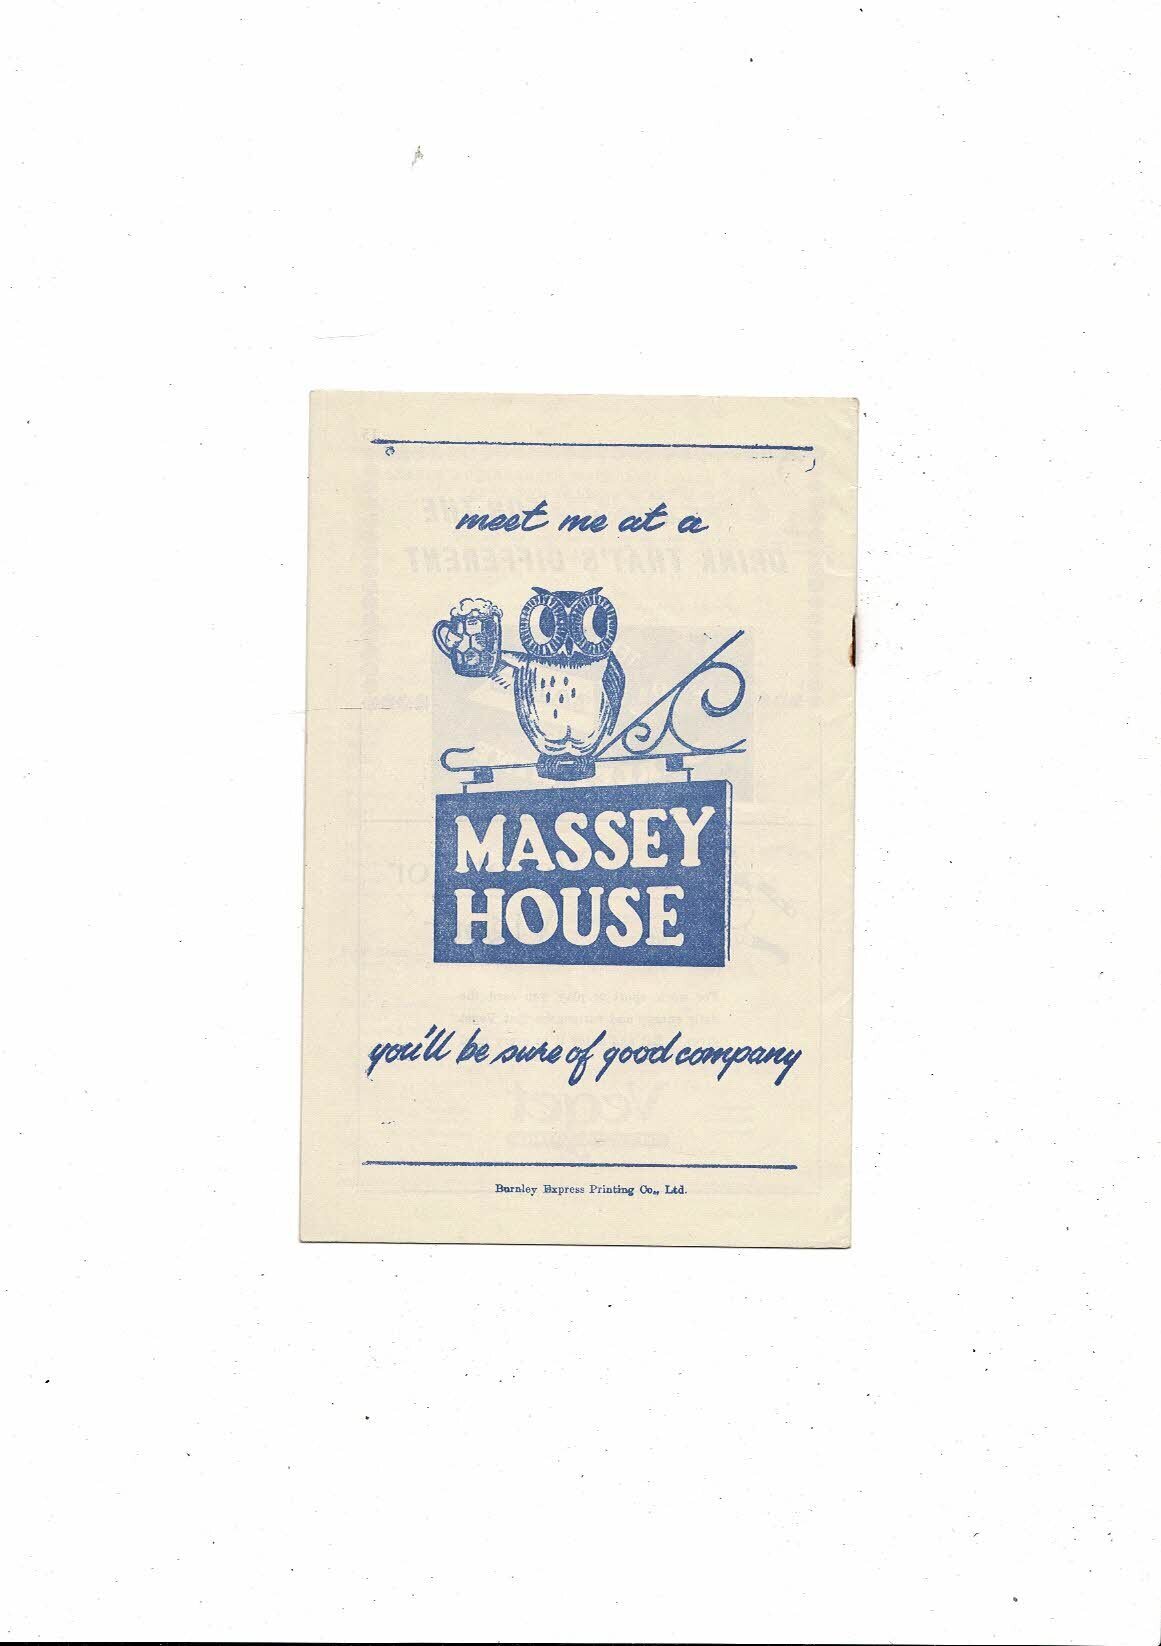 meet me at a
MASSEY
HOUSE
you'll be sure of good company
Burnley Express Printing Co., Ltd.